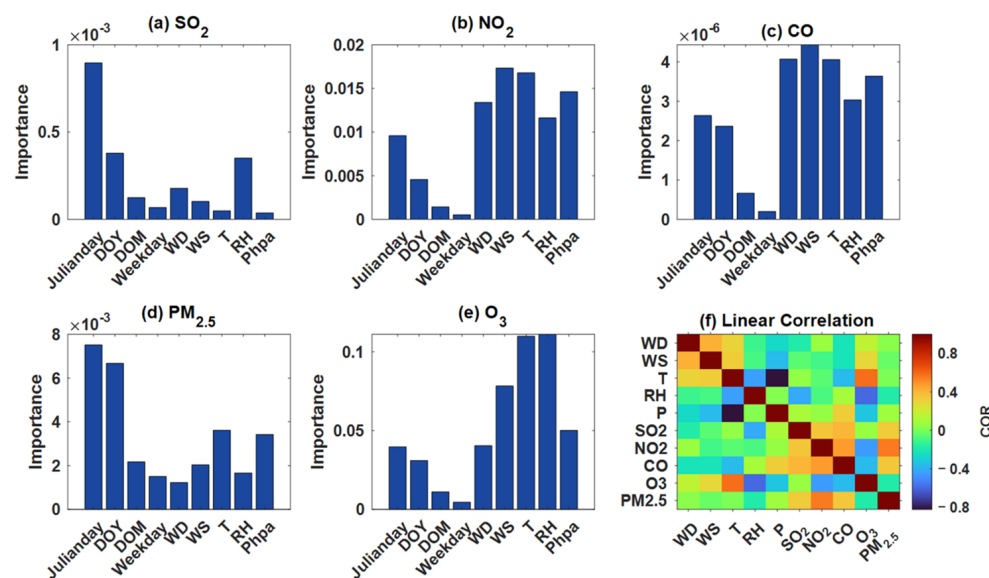 (a) SO2
×10-3
1
0.5
0
Importance
Julianday
DOY
DOM
Weekday
WD
WS
T
RH
Phpa
(b) NO2
0.02
0.015
0.01
0.005
0
Importance
Julianday
DOY
DOM
Weekday
WD
WS
T
RH
Phpa
(c) CO
×10-6
4
3
2
1
0
Importance
Julianday
DOY
DOM
Weekday
WD
WS
T
RH
Phpa
(d) PM2.5
×10-3
8
6
4
2
0
Importance
Julianday
DOY
DOM
Weekday
WD
WS
T
RH
Phpa
(e) O3
0.1
0.05
0
Importance
Julianday
DOY
DOM
Weekday
WD
WS
T
RH
Phpa
(f) Linear Correlation
WD
WS
T
RH
P
SO2
NO2
CO
O3
PM2.5
WD
WS
T
RH
P
SO2
NO2
CO
O3
PM2.5
0.8
0.4
0
− 0.4
− 0.8
COR